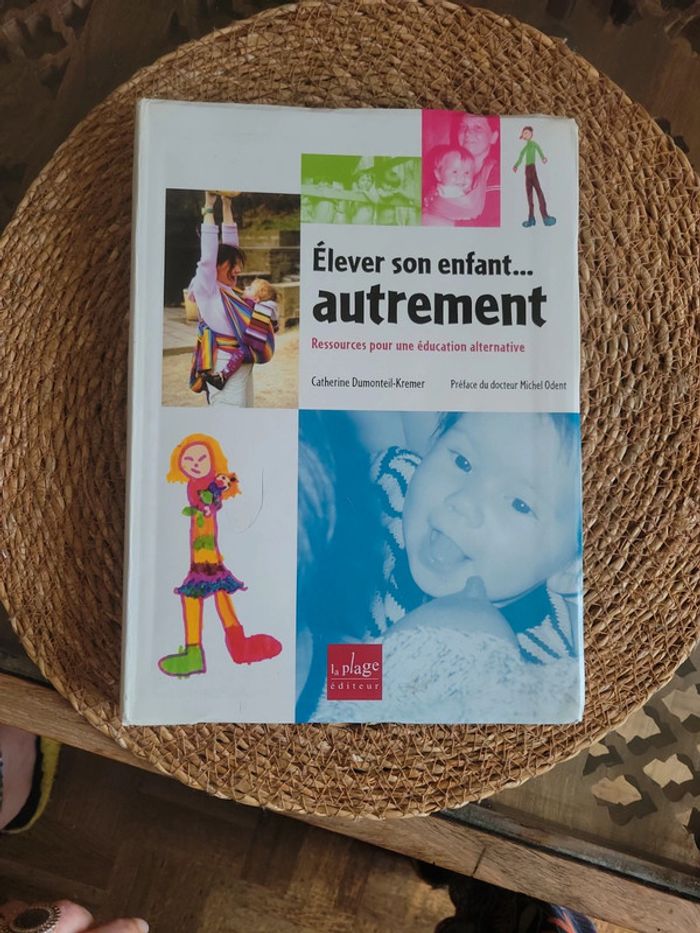 Élever son enfant...
autrement
Ressources pour une éducation alternative
Catherine Dumonteil-Kremer
Préface du docteur Michel Odent
la plage
éditeur